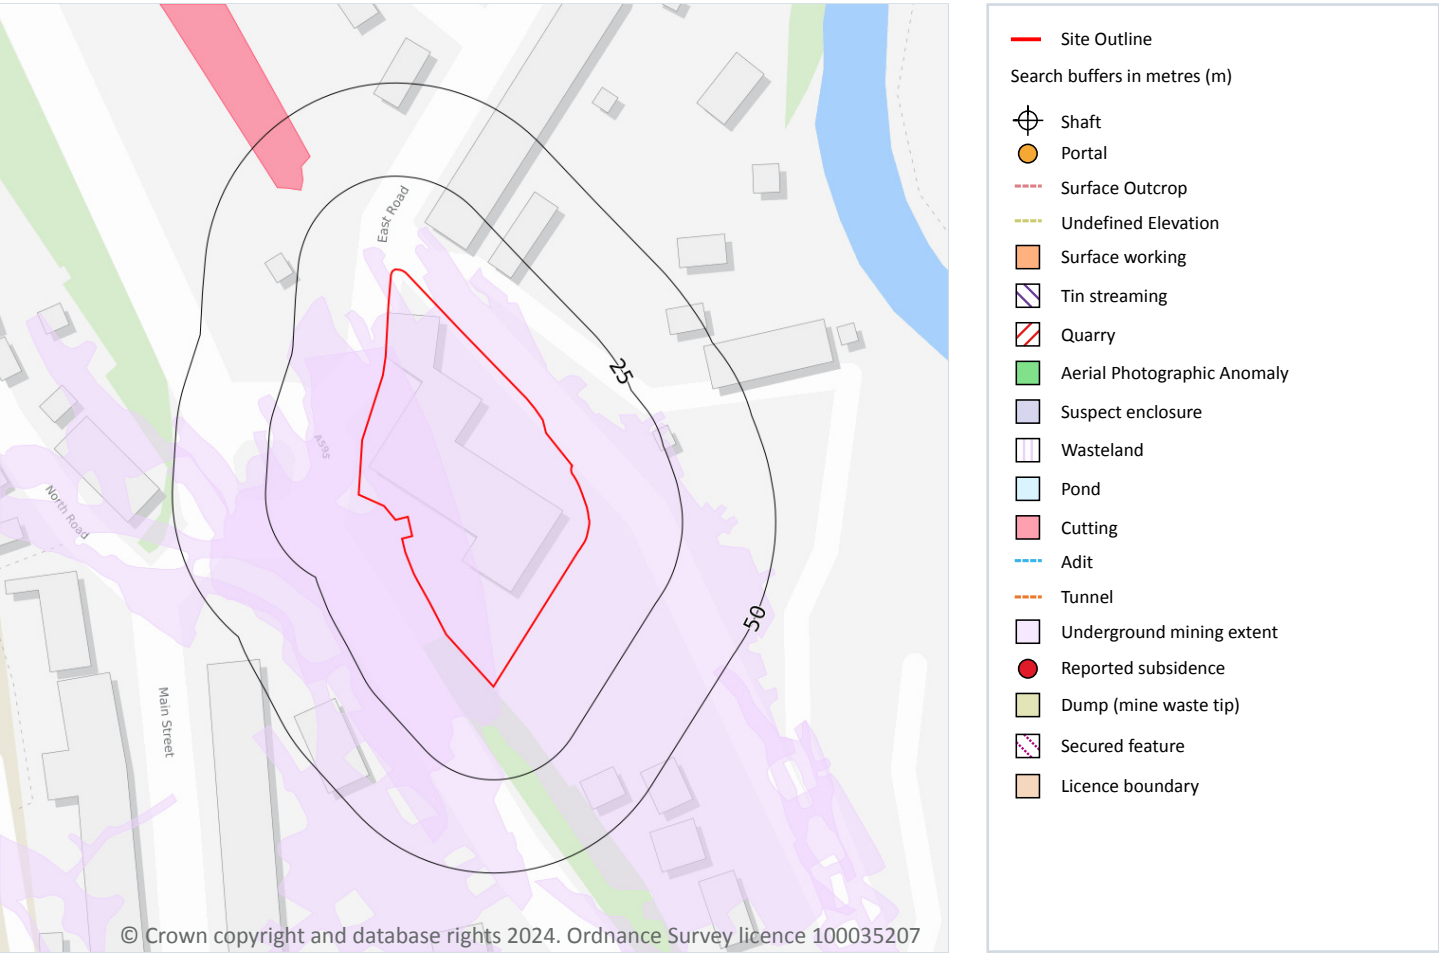 East Road
25
A595
North Road
50
Main Street
© Crown copyright and database rights 2024. Ordnance Survey licence 100035207
Site Outline
Search buffers in metres (m)
Shaft
Portal
Surface Outcrop
Undefined Elevation
Surface working
Tin streaming
Quarry
Aerial Photographic Anomaly
Suspect enclosure
Wasteland
Pond
Cutting
Adit
Tunnel
Underground mining extent
Reported subsidence
Dump (mine waste tip)
Secured feature
Licence boundary